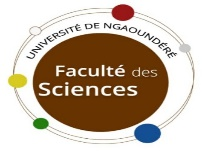 UNIVERSITÉ DE NGAOUNDÉRÉ
Faculté des
Sciences